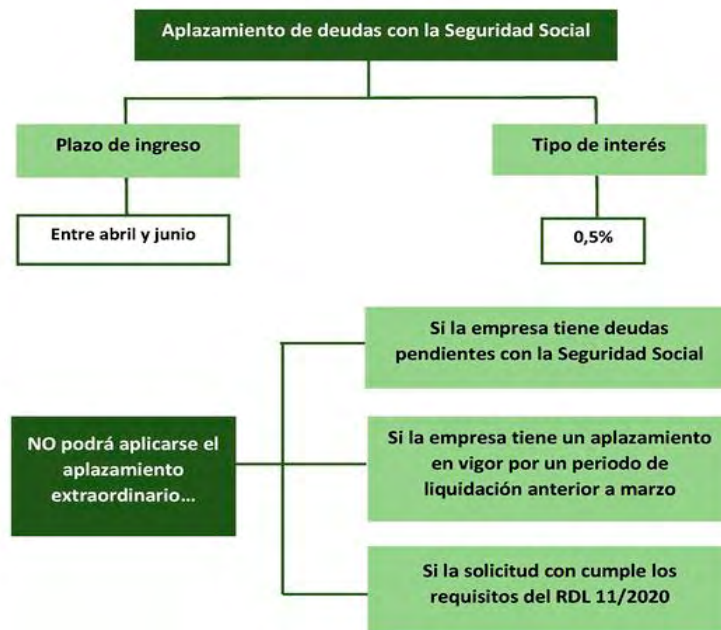 Aplazamiento de deudas con la Seguridad Social
Plazo de ingreso
Tipo de interés
Entre abril y junio
0,5%
Si la empresa tiene deudas
pendientes con la Seguridad Social
NO podrá aplicarse el
aplazamiento
extraordinario...
Si la empresa tiene un aplazamiento
en vigor por un periodo de
liquidación anterior a marzo
Si la solicitud con cumple los
requisitos del RDL 11/2020